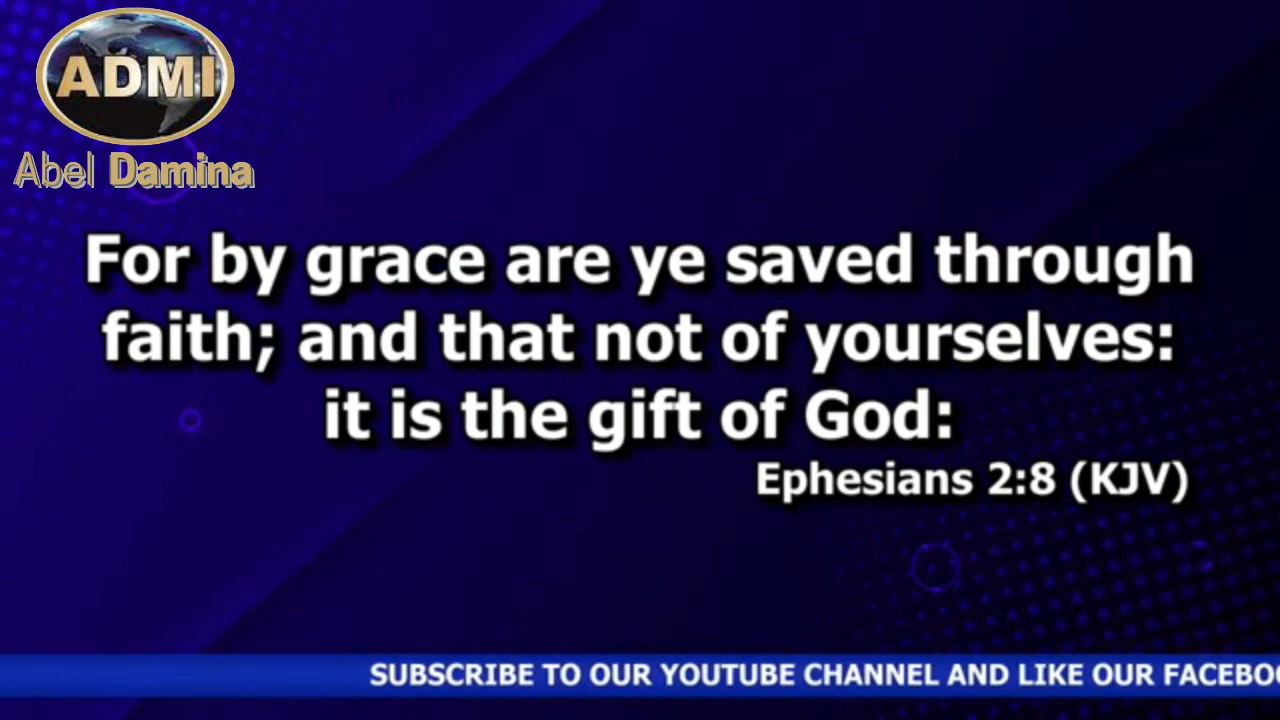 ADMI
Abel Damina
For by grace are ye saved through
faith; and that not of yourselves:
it is the gift of God:
Ephesians 2:8 (KJV)
SUBSCRIBE TO OUR YOUTUBE CHANNEL AND LIKE OUR